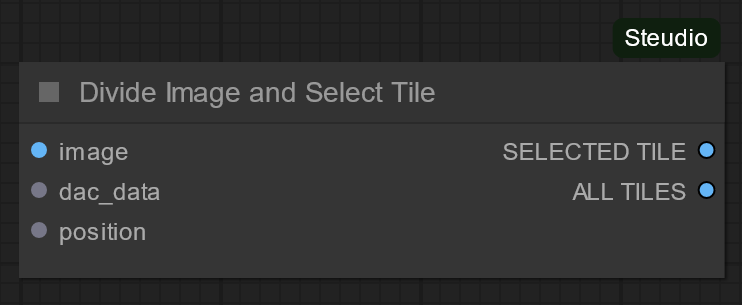 Steudio
Divide Image and Select Tile
image
SELECTED TILE
dac_data
ALL TILES
position